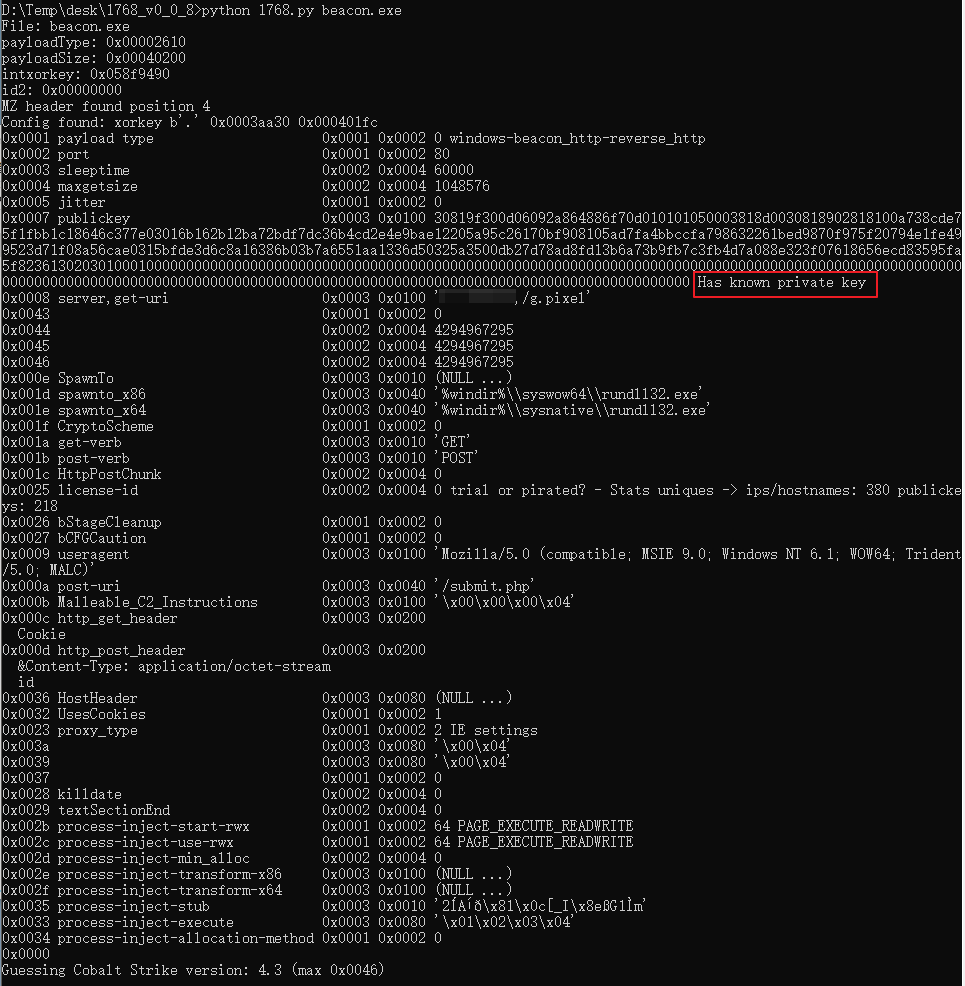 D:\Temp\desk\1768_v0_0_8>python 1768.py beacon.exe
File: beacon.exe
payloadType: 0x00002610
payloadSize: 0x00040200
intxorkey: 0x058f9490
id2: 0x00000000
MZ header found position 4
Config found: xorkey b'.' 0x0003aa30 0x000401fc
0x0001 payload type 0x0001 0x0002 0 windows-beacon_http-reverse_http
0x0002 port 0x0001 0x0002 80
0x0003 sleeptime 0x0002 0x0004 60000
0x0004 maxgetsize 0x0002 0x0004 1048576
0x0005 jitter 0x0001 0x0002 0
0x0007 publickey 0x0003 0x0100
Has known private key
0x0008 server,get-uri 0x0003 0x0100 ' ,/g.pixel'
0x0043 0x0001 0x0002 0
0x0044 0x0002 0x0004 4294967295
0x0045 0x0002 0x0004 4294967295
0x0046 0x0002 0x0004 4294967295
0x000e SpawnTo 0x0003 0x0010 (NULL ...)
0x001d spawnto_x86 0x0003 0x0040 '%windir%\\syswow64\\rundll32.exe'
0x001e spawnto_x64 0x0003 0x0040 '%windir%\\sysnative\\rundll32.exe'
0x001f CryptoScheme 0x0001 0x0002 0
0x001a get-verb 0x0003 0x0010 'GET'
0x001b post-verb 0x0003 0x0010 'POST'
0x001c HttpPostChunk 0x0002 0x0004 0
0x0025 license-id 0x0002 0x0004 0 trial or pirated? - Stats uniques -> ips/hostnames: 380 publicke
ys: 218
0x0026 bStageCleanup 0x0001 0x0002 0
0x0027 bCFGCaution 0x0001 0x0002 0
0x0009 useragent 0x0003 0x0100 'Mozilla/5.0 (compatible; MSIE 9.0; Windows NT 6.1; WOW64; Trident
/5.0; MALC)'
0x000a post-uri 0x0003 0x0040 '/submit.php'
0x000b Malleable_C2_Instructions 0x0003 0x0100 '\x00\x00\x00\x04'
0x000c http_get_header 0x0003 0x0200
Cookie
0x000d http_post_header 0x0003 0x0200
&Content-Type: application/octet-stream
id
0x0036 HostHeader 0x0003 0x0080 (NULL ...)
0x0032 UsesCookies 0x0001 0x0002 1
0x0023 proxy_type 0x0001 0x0002 2 IE settings
0x003a 0x0003 0x0080 '\x00\x04'
0x0039 0x0003 0x0080 '\x00\x04'
0x0037 0x0001 0x0002 0
0x0028 killdate 0x0002 0x0004 0
0x0029 textSectionEnd 0x0002 0x0004 0
0x002b process-inject-start-rwx 0x0001 0x0002 64 PAGE_EXECUTE_READWRITE
0x002c process-inject-use-rwx 0x0001 0x0002 64 PAGE_EXECUTE_READWRITE
0x002d process-inject-min_alloc 0x0002 0x0004 0
0x002e process-inject-transform-x86 0x0003 0x0100 (NULL ...)
0x002f process-inject-transform-x64 0x0003 0x0100 (NULL ...)
0x0035 process-inject-stub 0x0003 0x0010
0x0033 process-inject-execute 0x0003 0x0080 '\x01\x02\x03\x04'
0x0034 process-inject-allocation-method 0x0001 0x0002 0
0x0000
Guessing Cobalt Strike version: 4.3 (max 0x0046)